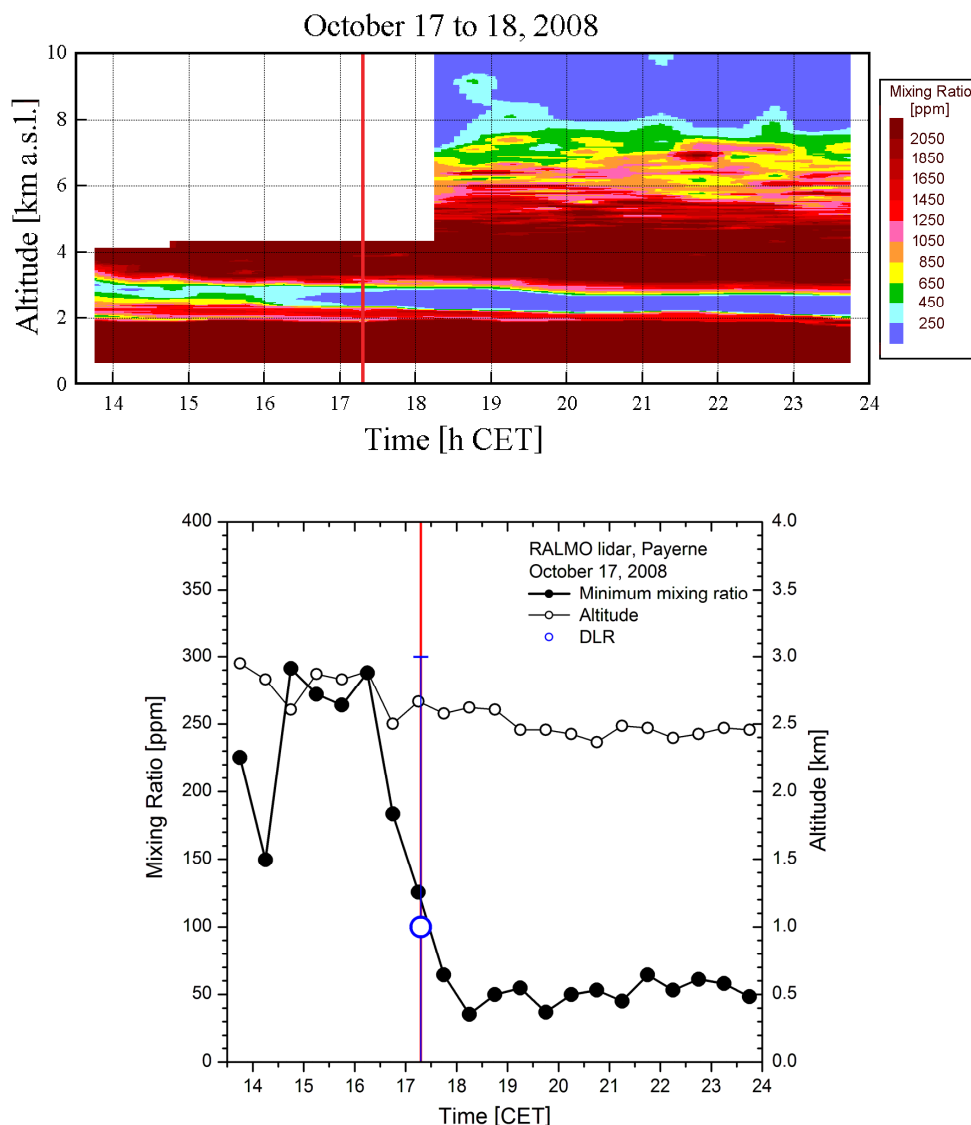 October 17 to 18, 2008
10
8
6
4
2
0
Altitude [km a.s.l.]
14 15 16 17 18 19 20 21 22 23 24
Time [h CET]
Mixing Ratio
[ppm]
2050
1850
1650
1450
1250
1050
850
650
450
250
400
350
300
250
200
150
100
50
0
Mixing Ratio [ppm]
RALMO lidar, Payerne
October 17, 2008
Minimum mixing ratio
Altitude
DLR
4.0
3.5
3.0
2.5
2.0
1.5
1.0
0.5
0.0
Altitude [km]
14 15 16 17 18 19 20 21 22 23 24
Time [CET]